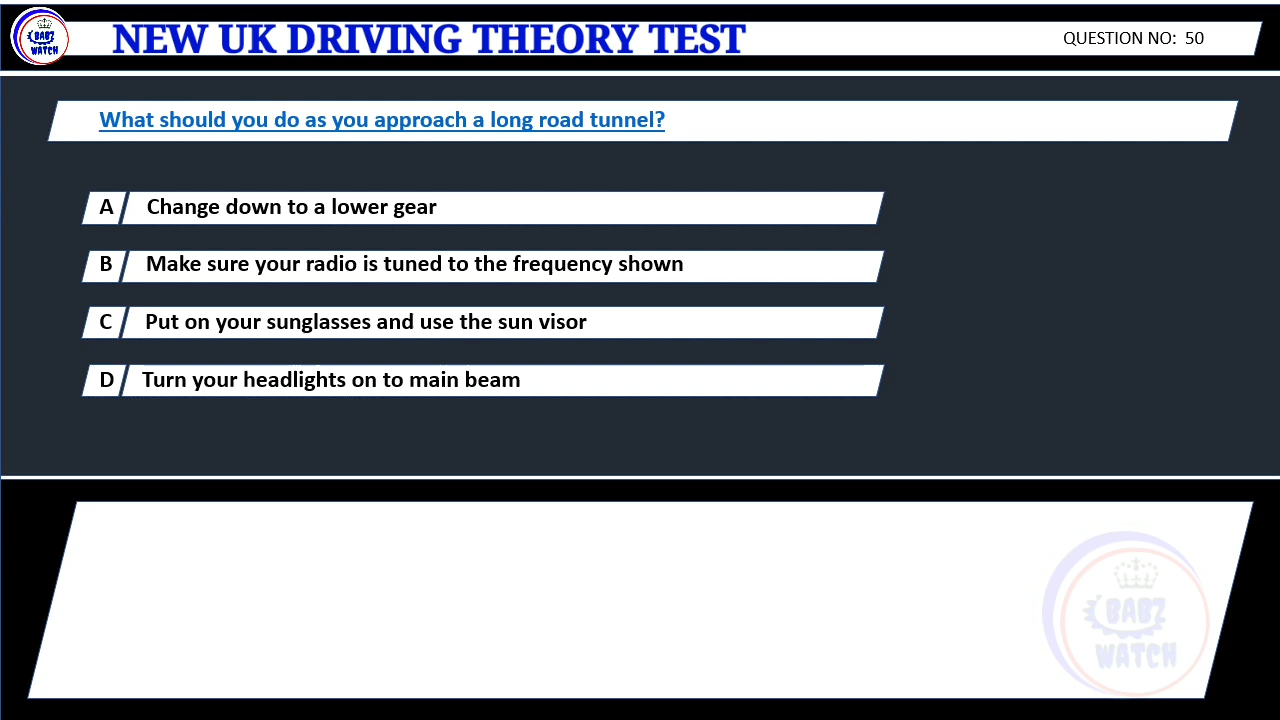 BABZ
WATCH
NEW UK DRIVING THEORY TEST
QUESTION NO: 50
What should you do as you approach a long road tunnel?
A Change down to a lower gear
B Make sure your radio is tuned to the frequency shown
C Put on your sunglasses and use the sun visor
D Turn your headlights on to main beam
BABZ
WATCH